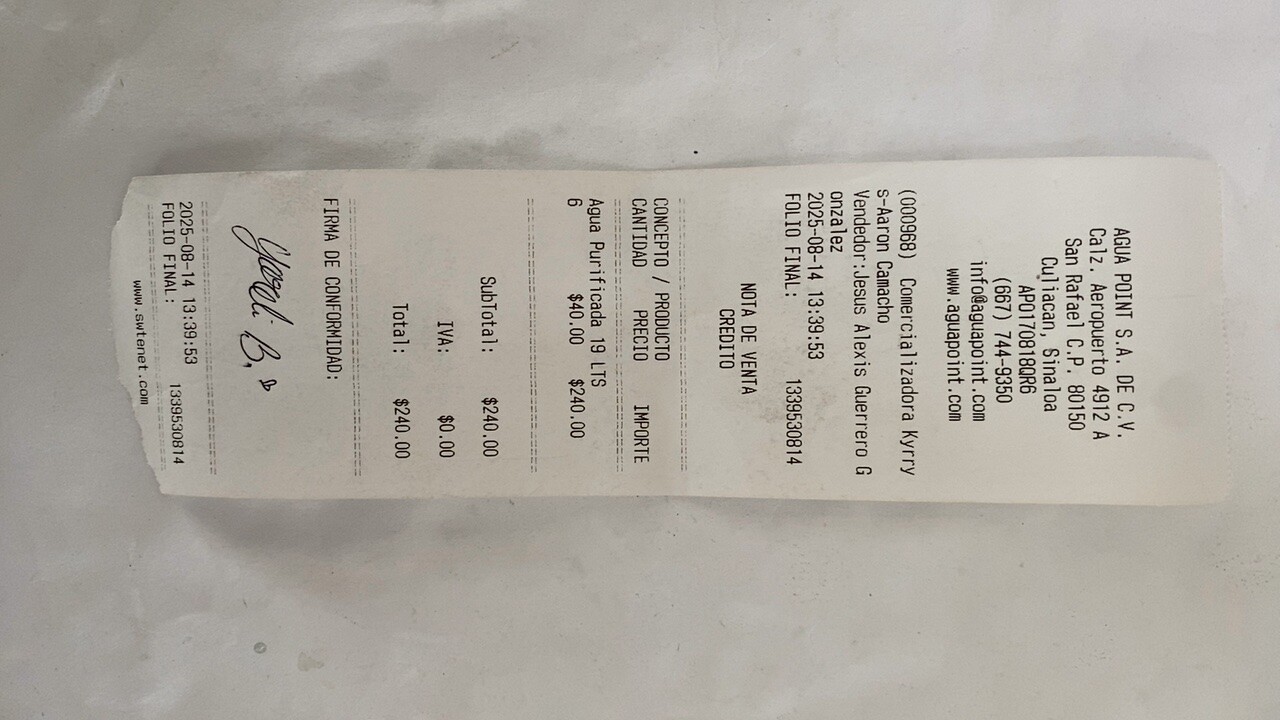 AGUA POINT S.A. DE C.V.
Calz. Aeropuerto 4912 A
San Rafael C.P. 80150
Culiacan, Sinaloa
APO170818QR6
(667) 744-9350
info@aguapoint.com
www.aguapoint.com
(000968) Comercializadora Kyrry
s-Aaron Camacho
Vendedor:Jesus Alexis Guerrero G
onzalez
2025-08-14 13:39:53
FOLIO FINAL: 1339530814
NOTA DE VENTA
CREDITO
CONCEPTO / PRODUCTO
CANTIDAD PRECIO IMPORTE
Agua Purificada 19 LTS
6 $40.00 $240.00
SubTotal: $240.00
IVA: $0.00
Total: $240.00
FIRMA DE CONFORMIDAD:
B.
2025-08-14 13:39:53
FOLIO FINAL: 1339530814
www.swtenet.com